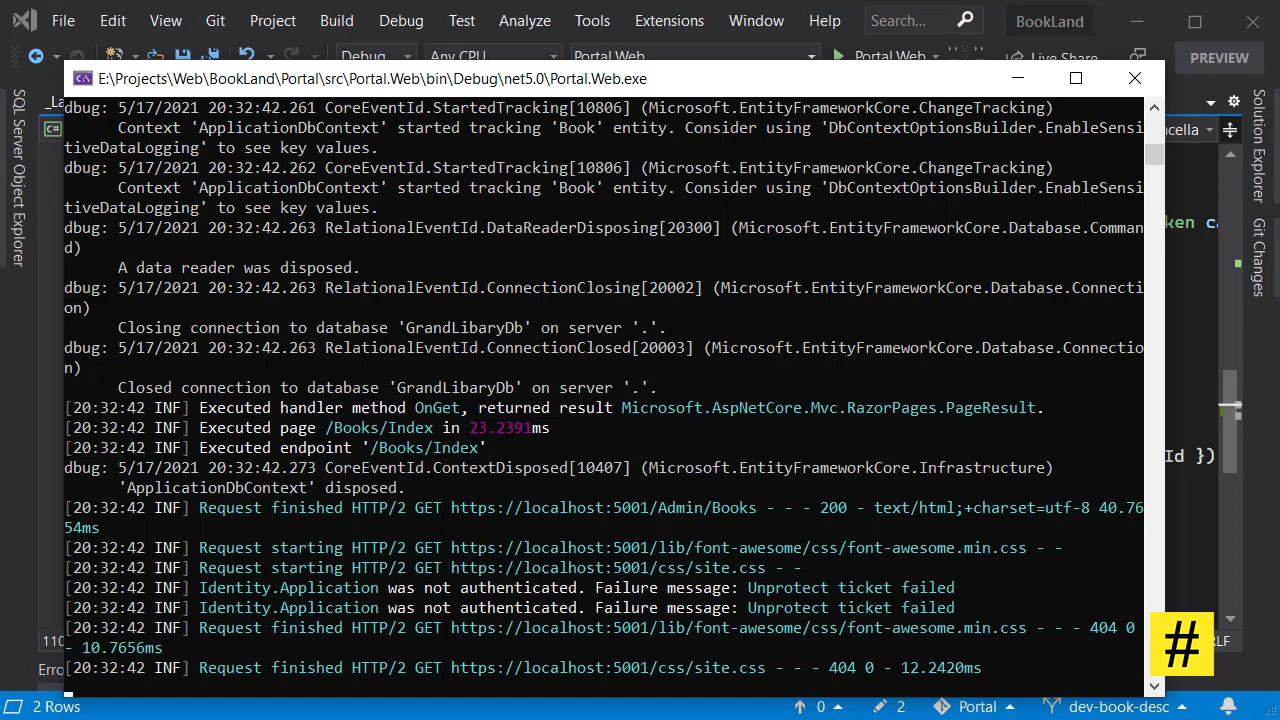 File Edit View Git Project Build Debug Test Analyze Tools Extensions Window Help Search... BookLand
Debug Any CPU Portal.Web Portal.Web Live Share PREVIEW
E:\Projects\Web\BookLand\Portal\src\Portal.Web\bin\Debug\net5.0\Portal.Web.exe
dbug: 5/17/2021 20:32:42.261 CoreEventId.StartedTracking[10806] (Microsoft.EntityFrameworkCore.ChangeTracking)
Context 'ApplicationDbContext' started tracking 'Book' entity. Consider using 'DbContextOptionsBuilder.EnableSensi
tiveDataLogging' to see key values.
dbug: 5/17/2021 20:32:42.262 CoreEventId.StartedTracking[10806] (Microsoft.EntityFrameworkCore.ChangeTracking)
Context 'ApplicationDbContext' started tracking 'Book' entity. Consider using 'DbContextOptionsBuilder.EnableSensi
tiveDataLogging' to see key values.
dbug: 5/17/2021 20:32:42.263 RelationalEventId.DataReaderDisposing[20300] (Microsoft.EntityFrameworkCore.Database.Comman
d)
A data reader was disposed.
dbug: 5/17/2021 20:32:42.263 RelationalEventId.ConnectionClosing[20002] (Microsoft.EntityFrameworkCore.Database.Connecti
on)
Closing connection to database 'GrandLibaryDb' on server '.'.
dbug: 5/17/2021 20:32:42.263 RelationalEventId.ConnectionClosed[20003] (Microsoft.EntityFrameworkCore.Database.Connectio
n)
Closed connection to database 'GrandLibaryDb' on server '.'.
[20:32:42 INF] Executed handler method OnGet, returned result Microsoft.AspNetCore.Mvc.RazorPages.PageResult.
[20:32:42 INF] Executed page /Books/Index in 23.2391ms
[20:32:42 INF] Executed endpoint '/Books/Index'
dbug: 5/17/2021 20:32:42.273 CoreEventId.ContextDisposed[10407] (Microsoft.EntityFrameworkCore.Infrastructure)
'ApplicationDbContext' disposed.
[20:32:42 INF] Request finished HTTP/2 GET https://localhost:5001/Admin/Books - - - 200 - text/html;+charset=utf-8 40.76
54ms
[20:32:42 INF] Request starting HTTP/2 GET https://localhost:5001/lib/font-awesome/css/font-awesome.min.css - -
[20:32:42 INF] Request starting HTTP/2 GET https://localhost:5001/css/site.css - -
[20:32:42 INF] Identity.Application was not authenticated. Failure message: Unprotect ticket failed
[20:32:42 INF] Identity.Application was not authenticated. Failure message: Unprotect ticket failed
[20:32:42 INF] Request finished HTTP/2 GET https://localhost:5001/lib/font-awesome/css/font-awesome.min.css - - - 404 0
- 10.7656ms
[20:32:42 INF] Request finished HTTP/2 GET https://localhost:5001/css/site.css - - - 404 0 - 12.2420ms
SQL Server Object Explorer
Solution Explorer
Git Changes
_La
C#
ncella
ken ca
Id })
110
RLF
#
Erro
2 Rows 0 2 Portal dev-book-desc